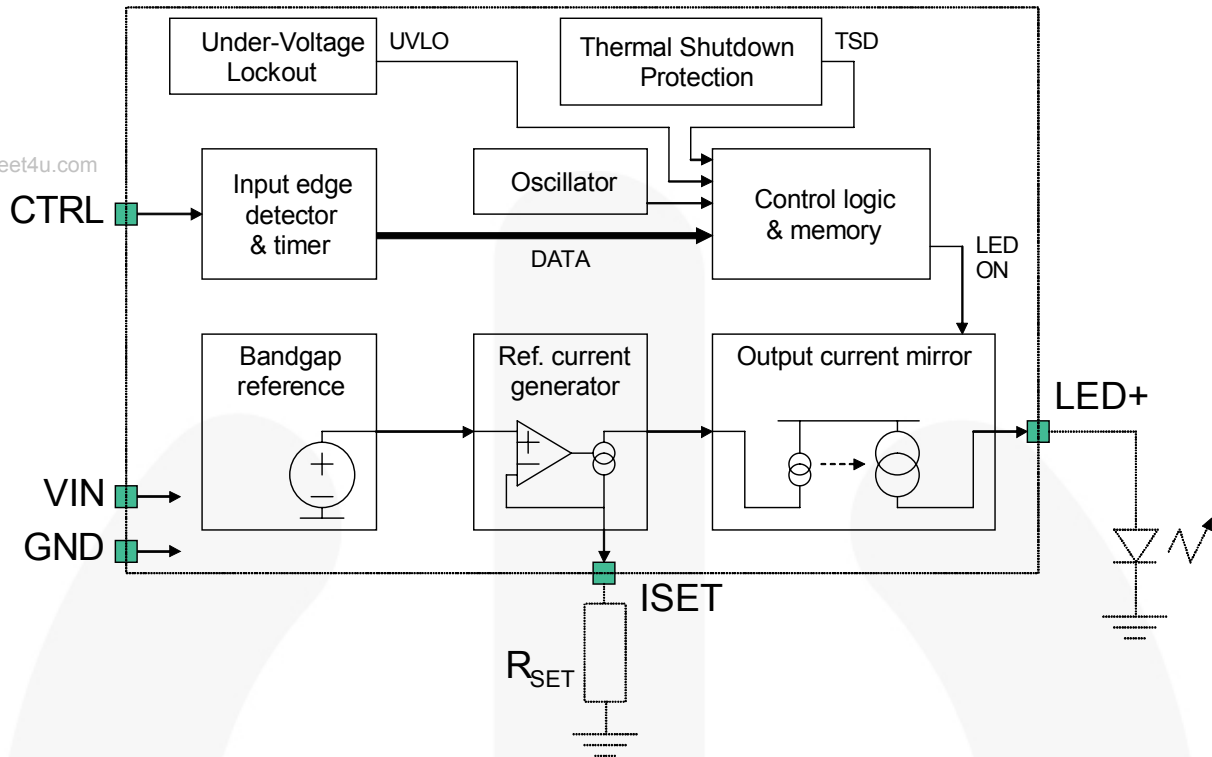 Under-Voltage
Lockout
UVLO
Thermal Shutdown
Protection
TSD
eet4u.com
CTRL
Input edge
detector
& timer
Oscillator
Control logic
& memory
DATA
LED
ON
Bandgap
reference
+
−
Ref. current
generator
+
−
Output current mirror
LED+
VIN
GND
ISET
RSET